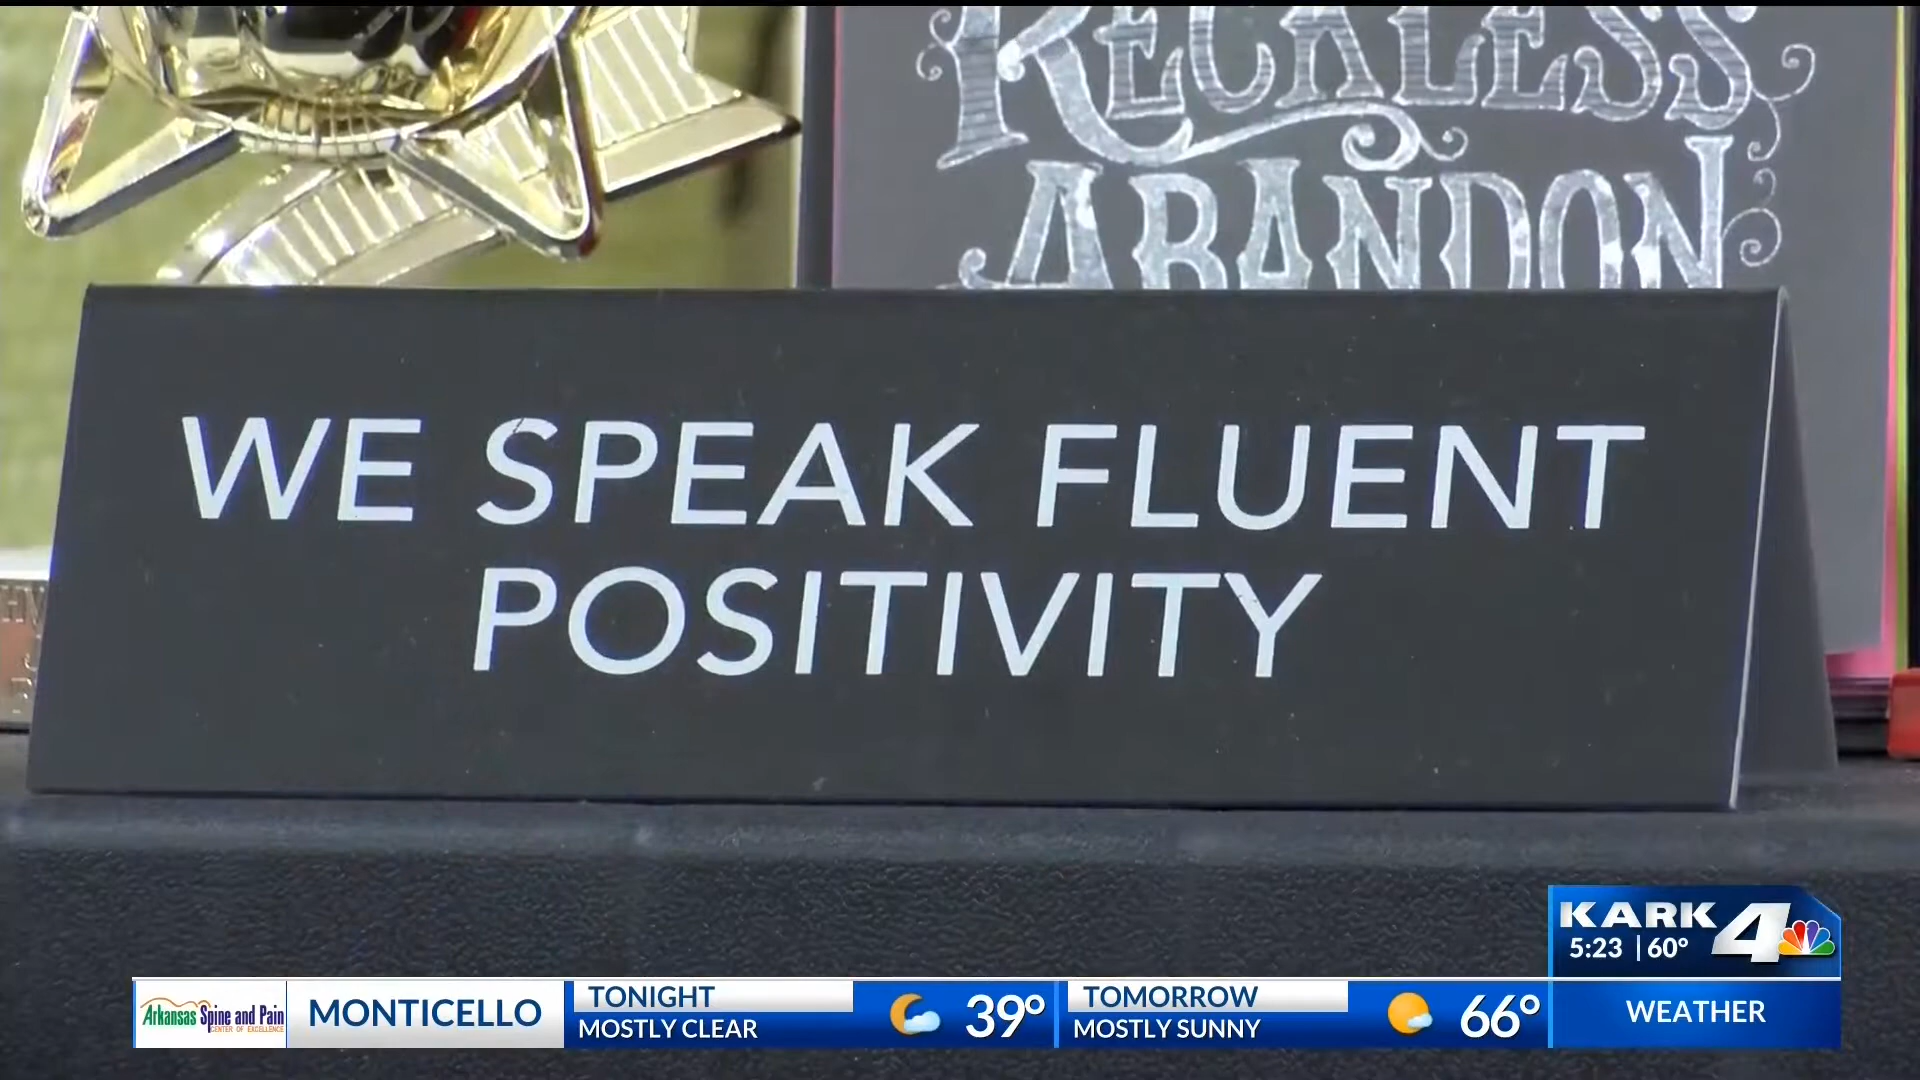 RECKLESS
ABANDON
WE SPEAK FLUENT
POSITIVITY
KARK 4
5:23 | 60°
Arkansas Spine and Pain
CENTER OF EXCELLENCE
MONTICELLO
TONIGHT
MOSTLY CLEAR
39°
TOMORROW
MOSTLY SUNNY
66°
WEATHER